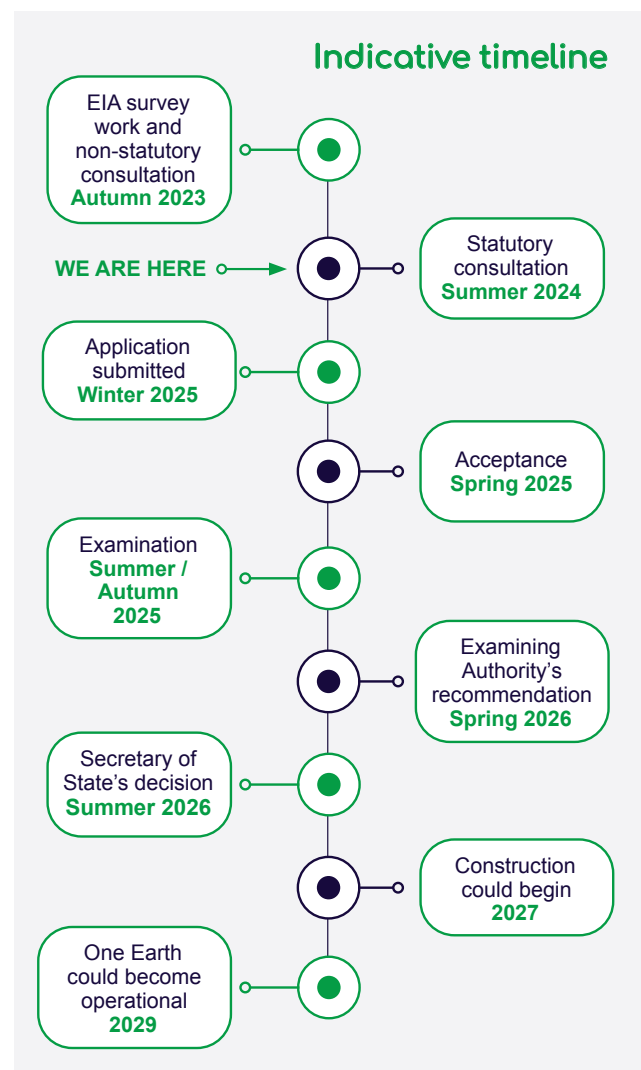 Indicative timeline
EIA survey
work and
non-statutory
consultation
Autumn 2023
WE ARE HERE
Statutory
consultation
Summer 2024
Application
submitted
Winter 2025
Acceptance
Spring 2025
Examination
Summer /
Autumn
2025
Examining
Authority’s
recommendation
Spring 2026
Secretary of
State’s decision
Summer 2026
Construction
could begin
2027
One Earth
could become
operational
2029